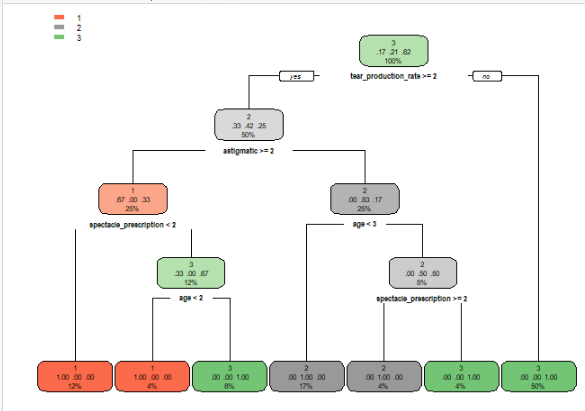 1
2
3
3
.17 .21 .62
100%
yes
tear_production_rate >= 2
no
2
.33 .42 .25
50%
astigmatic >= 2
1
.67 .00 .33
25%
2
.00 .83 .17
25%
spectacle_prescription < 2
age < 3
3
.33 .00 .67
12%
2
.00 .50 .50
8%
age < 2
spectacle_prescription >= 2
1
1.00 .00 .00
12%
1
1.00 .00 .00
4%
3
.00 .00 1.00
8%
2
.00 1.00 .00
17%
2
.00 1.00 .00
4%
3
.00 .00 1.00
4%
3
.00 .00 1.00
50%